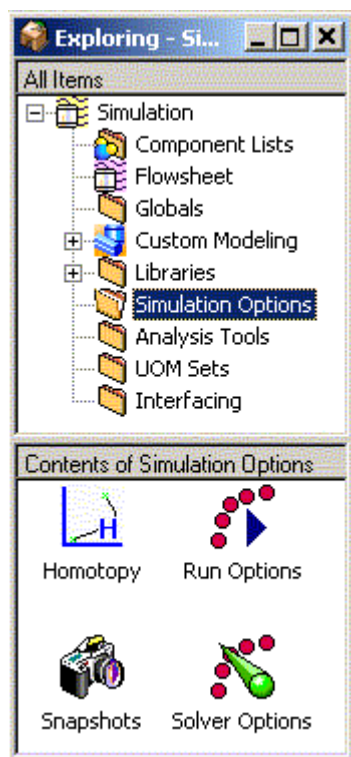 Exploring - Si...
All Items
Simulation
Component Lists
Flowsheet
Globals
Custom Modeling
Libraries
Simulation Options
Analysis Tools
UOM Sets
Interfacing
Contents of Simulation Options
H
Homotopy
Run Options
Snapshots
Solver Options